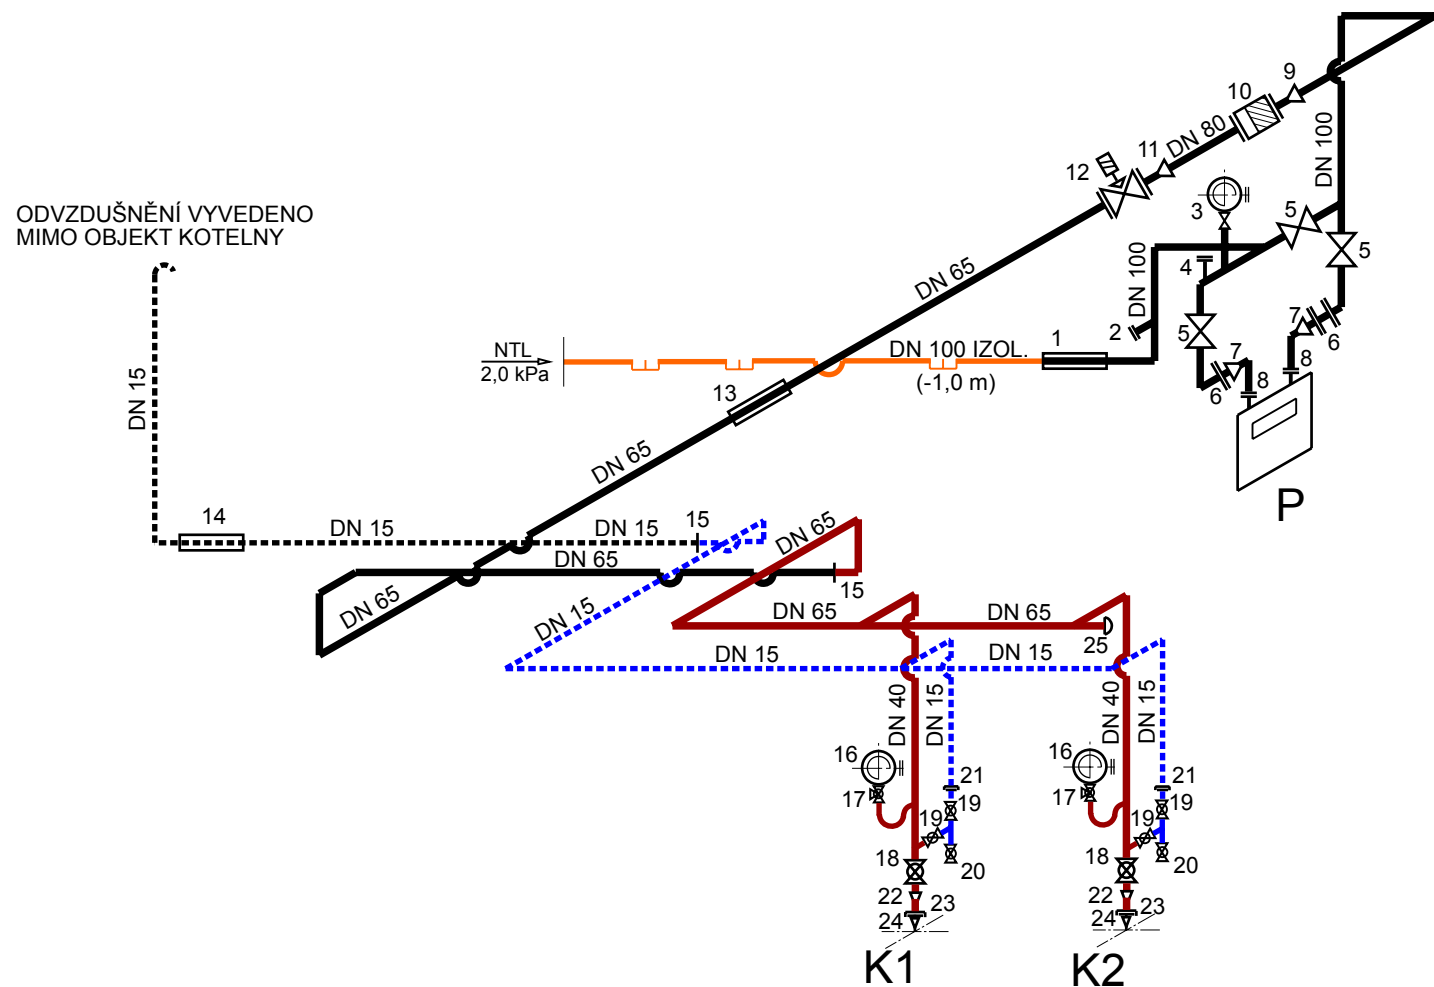 9
10
DN 80
11
12
DN 100
ODVZDUŠNĚNÍ VYVEDENO
MIMO OBJEKT KOTELNY
3
5
5
4
DN 100
DN 65
2
5
1
7
6
NTL
2,0 kPa
DN 100 IZOL.
(-1,0 m)
7
8
6
8
13
DN 15
P
DN 65
14
DN 15
DN 15
15
DN 65
DN 65
15
DN 65
DN 15
DN 65
DN 65
25
DN 15
DN 15
DN 40
DN 15
DN 40
DN 15
16
16
17
21
17
21
19
19
19
19
18
20
18
20
22
23
22
23
24
24
K1
K2